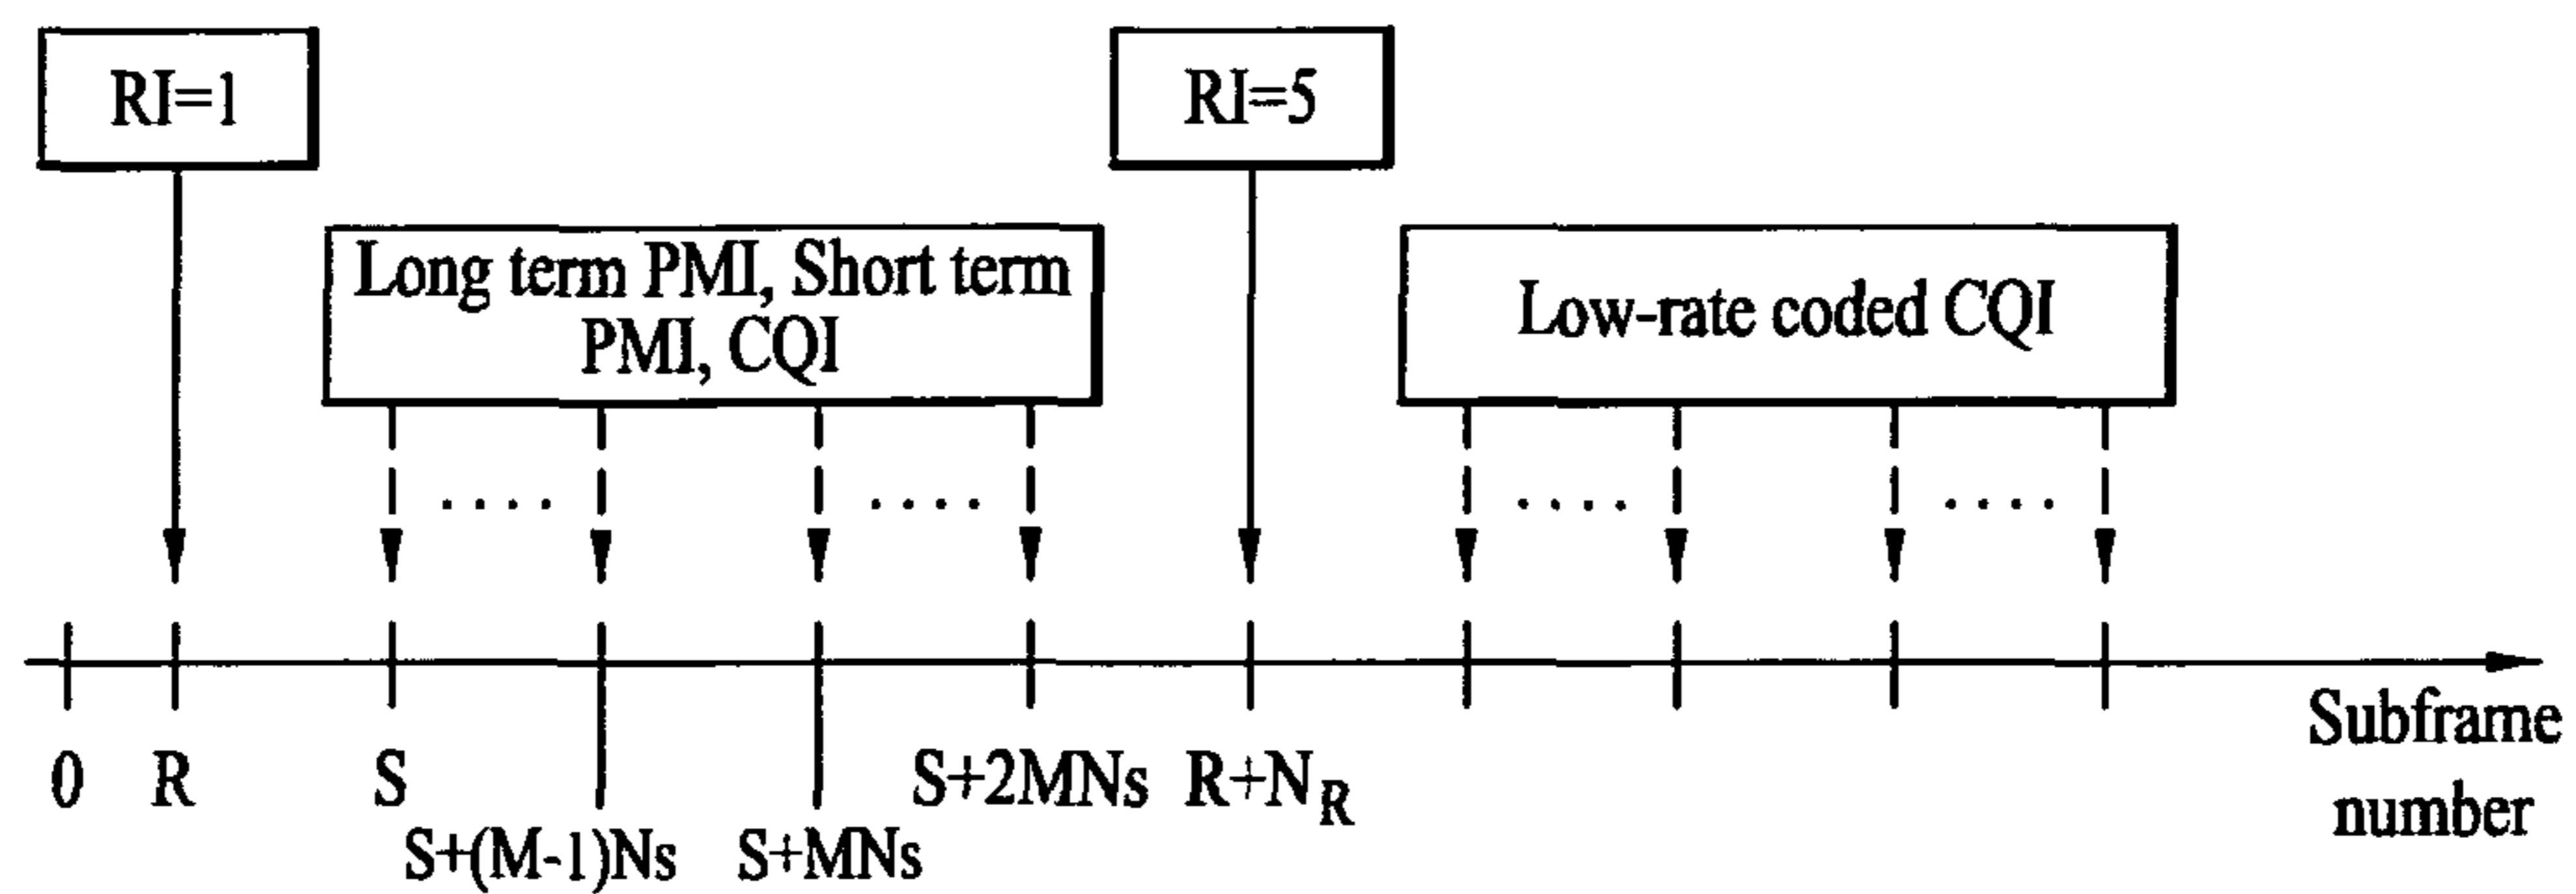 RI=1
RI=5
Long term PMI, Short term
PMI, CQI
Low-rate coded CQI
. . . .
. . . .
. . . .
. . . .
0
R
S
S+(M-1)Ns
S+MNs
S+2MNs
R+N_R
Subframe
number